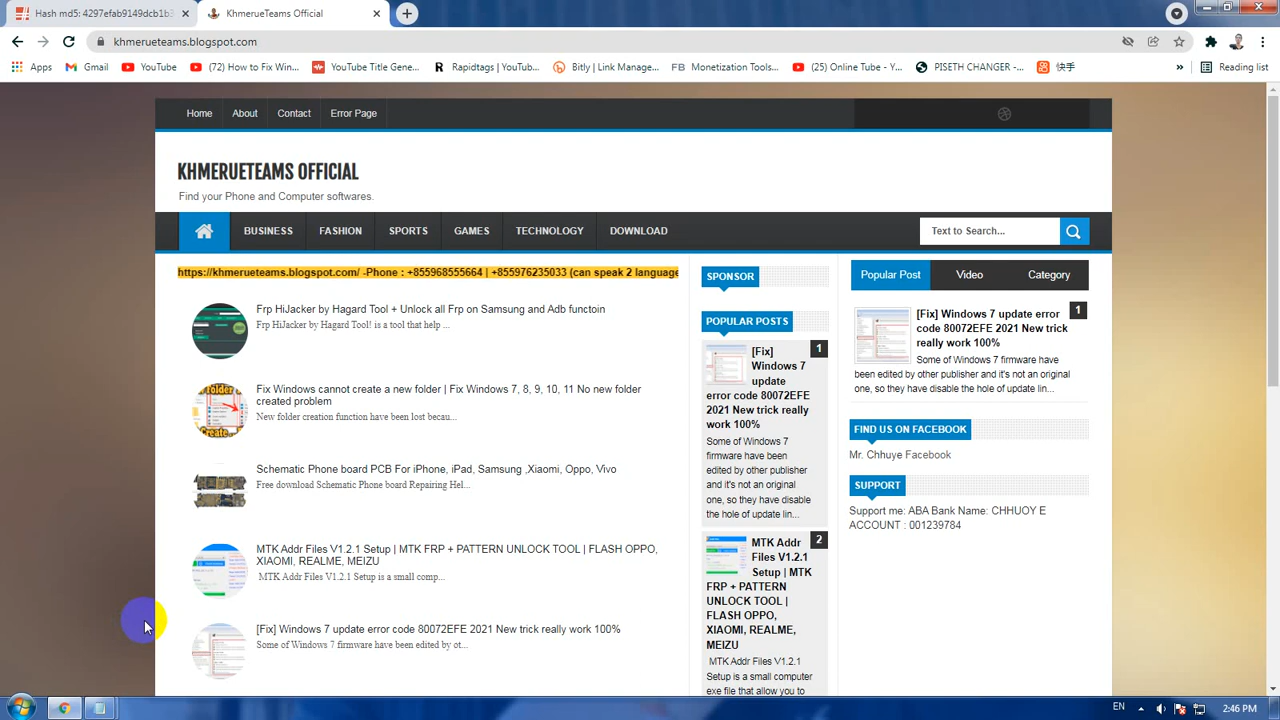 Hash md5: 4297efab9149dcb1b3
KhmerueTeams Official
khmerueteams.blogspot.com
Apps
Gmail
YouTube
(72) How to Fix Win...
YouTube Title Gene...
Rapidtags | YouTub...
Bitly | Link Manage...
FB Monetization Tools...
(25) Online Tube - Y...
PISETH CHANGER -...
快手
»
Reading list
Home
About
Contact
Error Page
KHMERUETEAMS OFFICIAL
Find your Phone and Computer softwares.
BUSINESS
FASHION
SPORTS
GAMES
TECHNOLOGY
DOWNLOAD
Text to Search...
https://khmerueteams.blogspot.com/ -Phone : +855968555664 | +855976235033 (can speak 2 language
Frp HiJacker by Hagard Tool + Unlock all Frp on Samsung and Adb functoin
Frp HiJacker by Hagard Tool! is a tool that help ...
Fix Windows cannot create a new folder | Fix Windows 7, 8, 9, 10, 11 No new folder
created problem
New folder creation function have been lost becau...
Schematic Phone board PCB For iPhone, iPad, Samsung ,Xiaomi, Oppo, Vivo
Free download Schematic Phone board Repairing Hel...
MTK Addr Files V1.2.1 Setup | MTK FRP + PATTERN UNLOCK TOOL | FLASH OPPO,
XIAOMI, REALME, MEIZU
MTK Addr Files V1.2.1 Setup is a small comp...
[Fix] Windows 7 update error code 80072EFE 2021 New trick really work 100%
Some of Windows 7 firmware have been edited by ot...
SPONSOR
POPULAR POSTS
1
[Fix]
Windows 7
update
error code 80072EFE
2021 New trick really
work 100%
Some of Windows 7
firmware have been
edited by other publisher
and it's not an original
one, so they have disable
the hole of update lin...
2
MTK Addr
Files V1.2.1
Setup | MTK
FRP + PATTERN
UNLOCK TOOL |
FLASH OPPO,
XIAOMI, REALME,
MEIZU
MTK Addr Files V1.2.1
Setup is a small computer
exe file that allow you to
Popular Post
Video
Category
1
[Fix] Windows 7 update error
code 80072EFE 2021 New trick
really work 100%
Some of Windows 7 firmware have
been edited by other publisher and it's not an original
one, so they have disable the hole of update lin...
FIND US ON FACEBOOK
Mr. Chhuye Facebook
SUPPORT
Support me: ABA Bank Name: CHHUOY E
ACCOUNT : 001239784
EN
2:46 PM